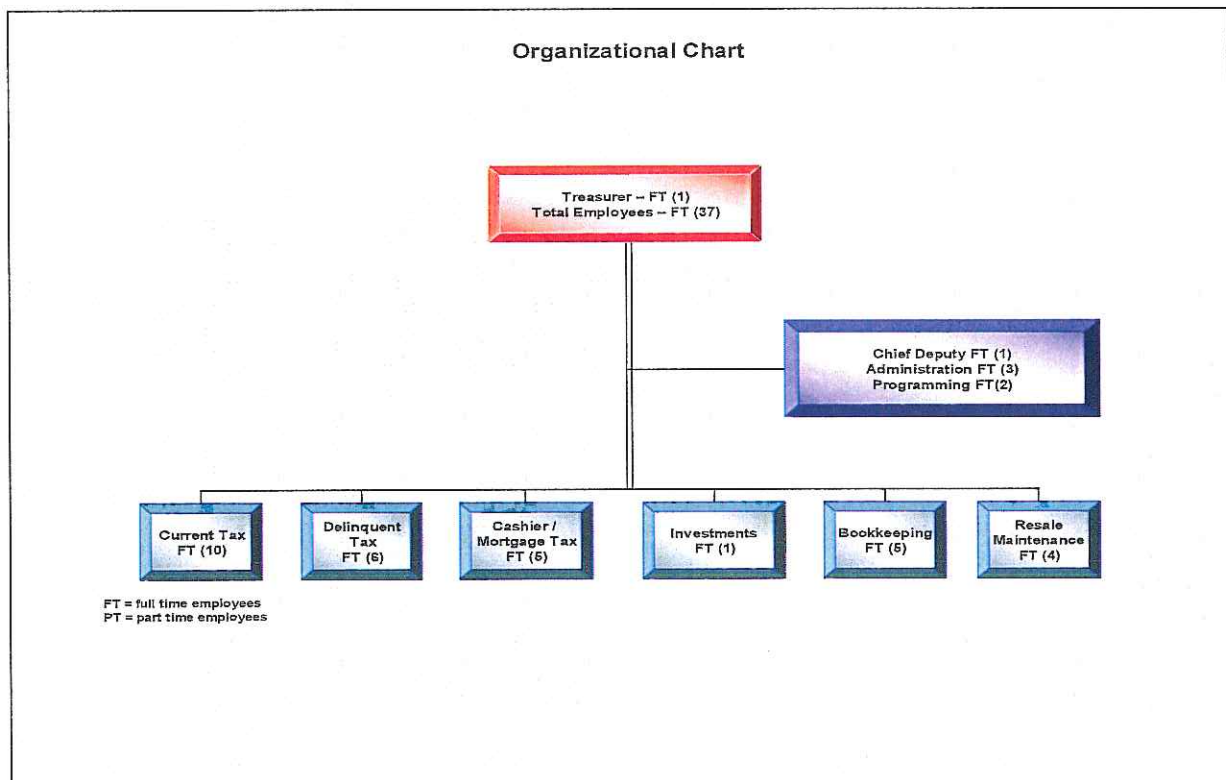 Organizational Chart
Treasurer – FT (1)
Total Employees – FT (37)
Chief Deputy FT (1)
Administration FT (3)
Programming FT(2)
Current Tax
FT (10)
Delinquent
Tax
FT (6)
Cashier /
Mortgage Tax
FT (5)
Investments
FT (1)
Bookkeeping
FT (5)
Resale
Maintenance
FT (4)
FT = full time employees
PT = part time employees